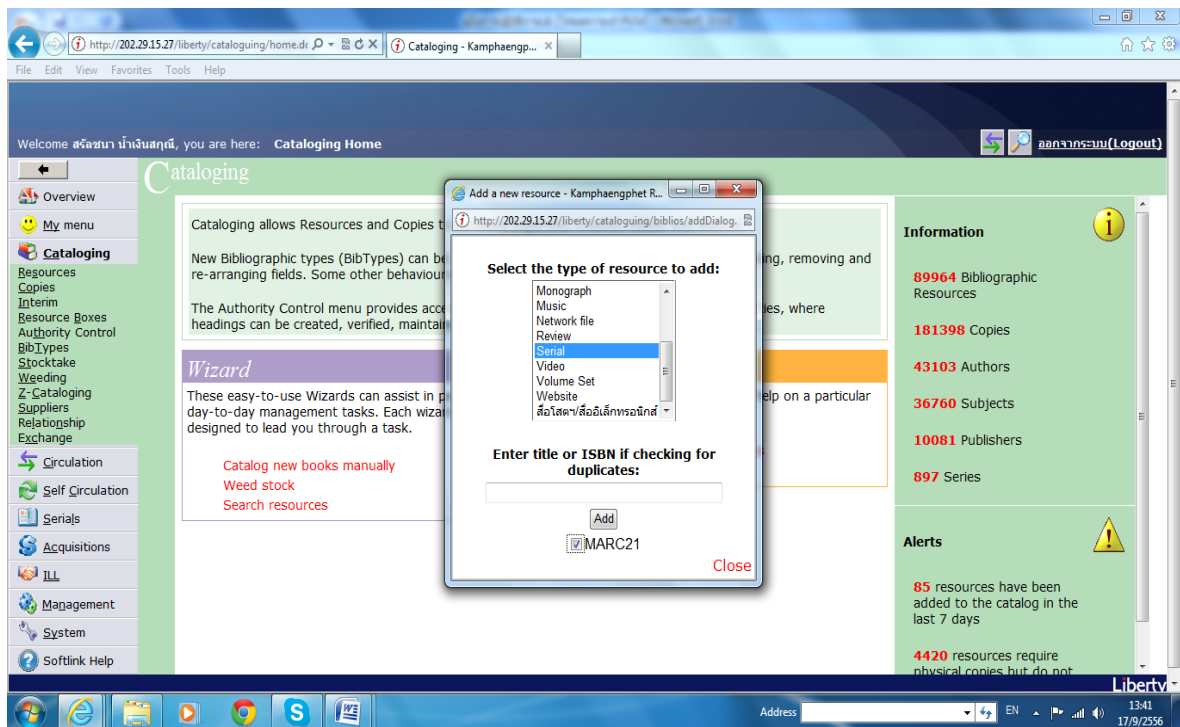 http://202.29.15.27/liberty/cataloguing/home.do
Cataloging - Kamphaengp...
File Edit View Favorites Tools Help
Welcome สรัลชนา น้ำเงินสกุณี, you are here: Cataloging Home
ออกจากระบบ(Logout)
Overview
My menu
Cataloging
Resources
Copies
Interim
Resource Boxes
Authority Control
BibTypes
Stocktake
Weeding
Z-Cataloging
Suppliers
Relationship
Exchange
Circulation
Self Circulation
Serials
Acquisitions
ILL
Management
System
Softlink Help
Cataloging
Cataloging allows Resources and Copies t
New Bibliographic types (BibTypes) can be
ing, removing and
re-arranging fields. Some other behaviour
The Authority Control menu provides acce
ies, where
headings can be created, verified, maintai
Wizard
These easy-to-use Wizards can assist in p
day-to-day management tasks. Each wizar
designed to lead you through a task.
Catalog new books manually
Weed stock
Search resources
elp on a particular
Add a new resource - Kamphaengphet R...
http://202.29.15.27/liberty/cataloguing/biblios/addDialog.
Select the type of resource to add:
Monograph
Music
Network file
Review
Serial
Video
Volume Set
Website
สื่อโสตฯ/สื่ออิเล็กทรอนิกส์
Enter title or ISBN if checking for
duplicates:
Add
MARC21
Close
Information
89964 Bibliographic
Resources
181398 Copies
43103 Authors
36760 Subjects
10081 Publishers
897 Series
Alerts
85 resources have been
added to the catalog in the
last 7 days
4420 resources require
physical copies but do not
Liberty
Address
EN
13:41
17/9/2556